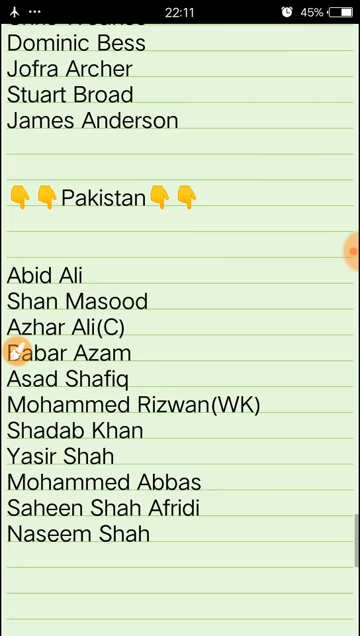 22:11
45%
Dominic Bess
Jofra Archer
Stuart Broad
James Anderson
👇👇Pakistan👇👇
Abid Ali
Shan Masood
Azhar Ali(C)
Babar Azam
Asad Shafiq
Mohammed Rizwan(WK)
Shadab Khan
Yasir Shah
Mohammed Abbas
Saheen Shah Afridi
Naseem Shah